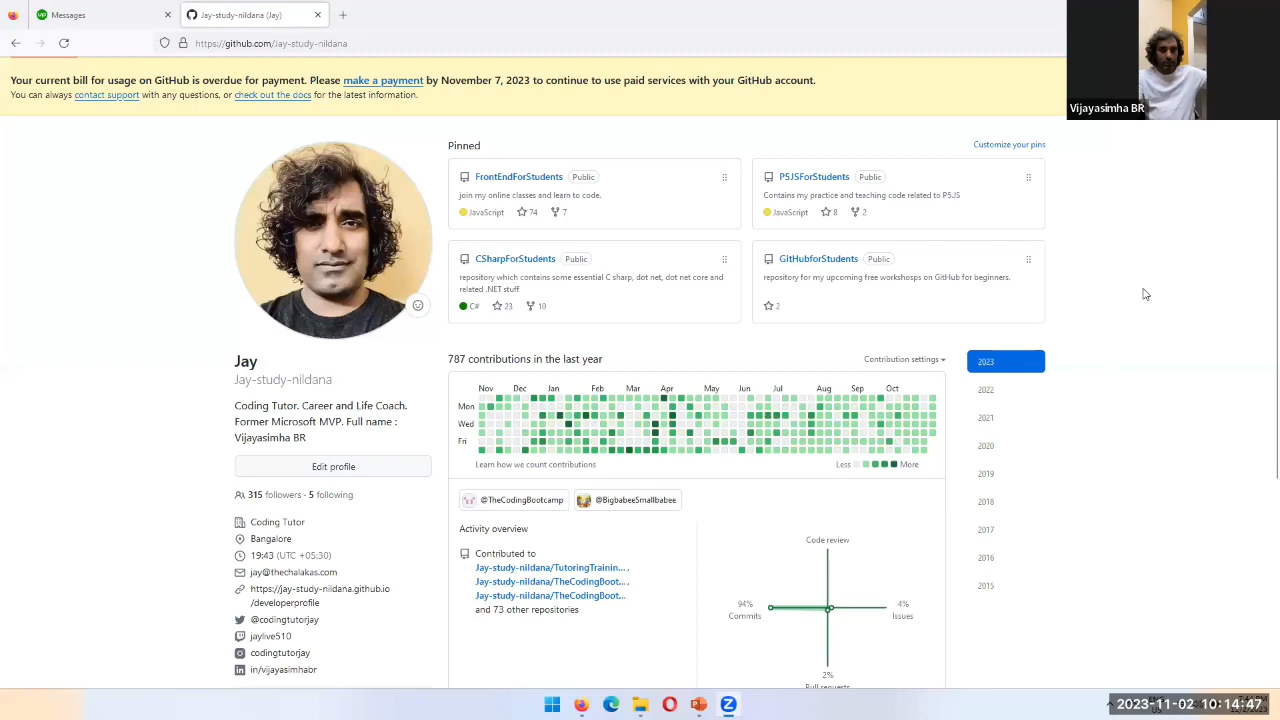 Messages
Jay-study-nildana (Jay)
https://github.com/Jay-study-nildana
Your current bill for usage on GitHub is overdue for payment. Please make a payment by November 7, 2023 to continue to use paid services with your GitHub account.
You can always contact support with any questions, or check out the docs for the latest information.
Vijayasimha BR
Pinned
Customize your pins
FrontEndForStudents Public
join my online classes and learn to code.
JavaScript 74 7
P5JSForStudents Public
Contains my practice and teaching code related to P5JS
JavaScript 8 2
CSharpForStudents Public
repository which contains some essential C sharp, dot net, dot net core and
related .NET stuff
C# 23 10
GitHubforStudents Public
repository for my upcoming free workshosps on GitHub for beginners.
2
Jay
Jay-study-nildana
Coding Tutor. Career and Life Coach.
Former Microsoft MVP. Full name :
Vijayasimha BR
Edit profile
315 followers · 5 following
Coding Tutor
Bangalore
19:43 (UTC +05:30)
jay@thechalakas.com
https://jay-study-nildana.github.io
/developerprofile
@codingtutorjay
jaylive510
codingtutorjay
in/vijayasimhabr
787 contributions in the last year
Contribution settings
Nov Dec Jan Feb Mar Apr May Jun Jul Aug Sep Oct
Mon
Wed
Fri
Learn how we count contributions
Less More
@TheCodingBootcamp
@BigbabeeSmallbabee
Activity overview
Contributed to
Jay-study-nildana/TutoringTrainin... ,
Jay-study-nildana/TheCodingBoot... ,
Jay-study-nildana/TheCodingBoot...
and 73 other repositories
Code review
94%
Commits
4%
Issues
2%
Pull requests
2023
2022
2021
2020
2019
2018
2017
2016
2015
2023-11-02 10:14:47